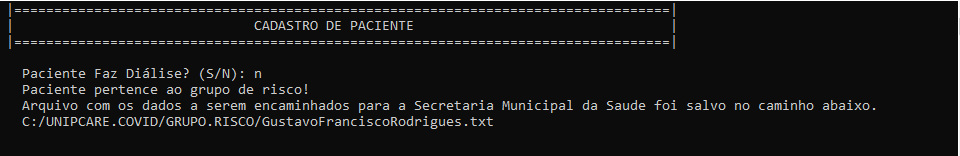 |=================================================================================|
| CADASTRO DE PACIENTE |
|=================================================================================|
Paciente Faz Diálise? (S/N): n
Paciente pertence ao grupo de risco!
Arquivo com os dados a serem encaminhados para a Secretaria Municipal da Saude foi salvo no caminho abaixo.
C:/UNIPCARE.COVID/GRUPO.RISCO/GustavoFranciscoRodrigues.txt